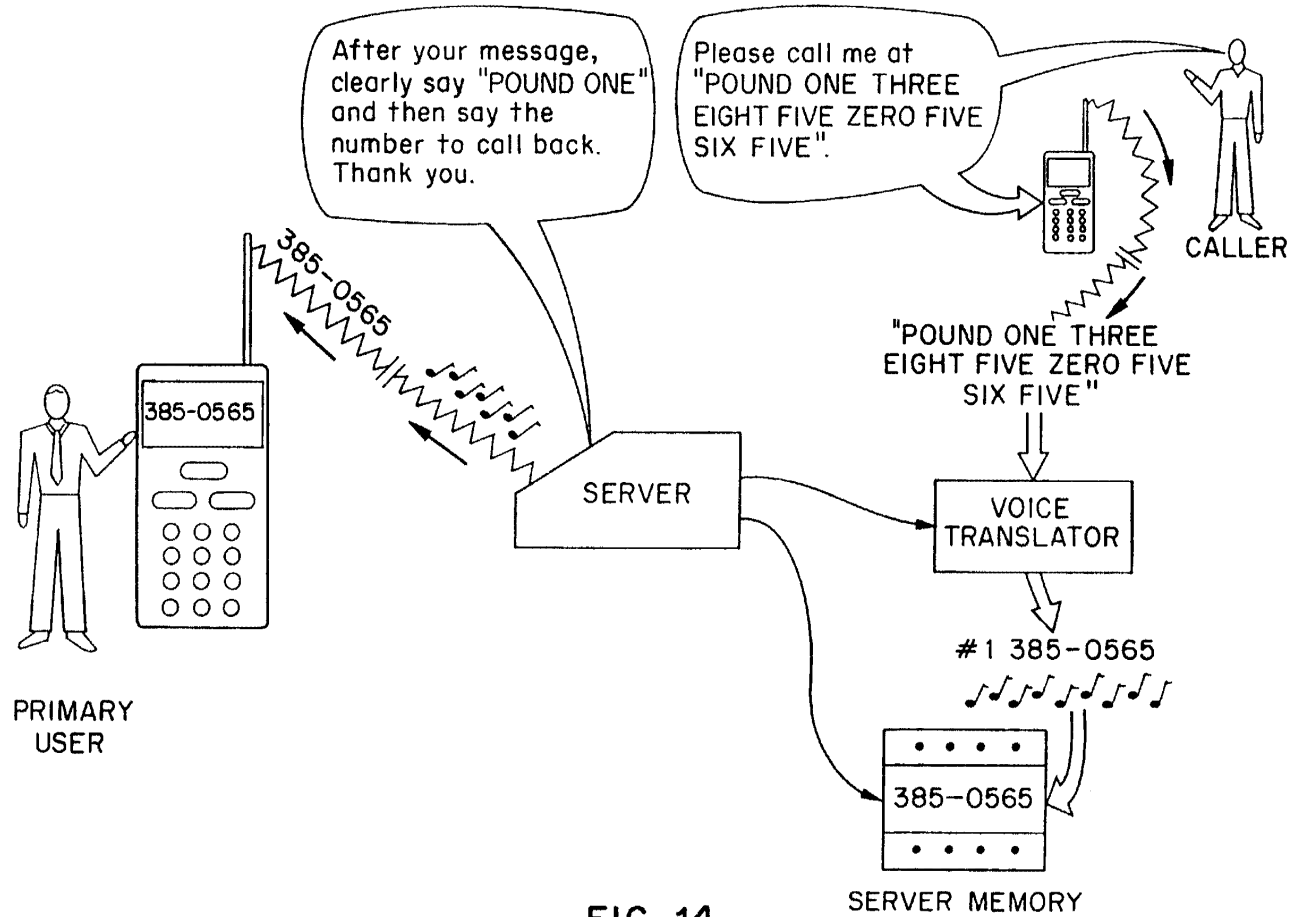 After your message,
clearly say "POUND ONE"
and then say the
number to call back.
Thank you.
Please call me at
"POUND ONE THREE
EIGHT FIVE ZERO FIVE
SIX FIVE".
CALLER
385-0565
"POUND ONE THREE
EIGHT FIVE ZERO FIVE
SIX FIVE"
385-0565
SERVER
VOICE
TRANSLATOR
#1 385-0565
PRIMARY
USER
385-0565
SERVER MEMORY
FIG. 14